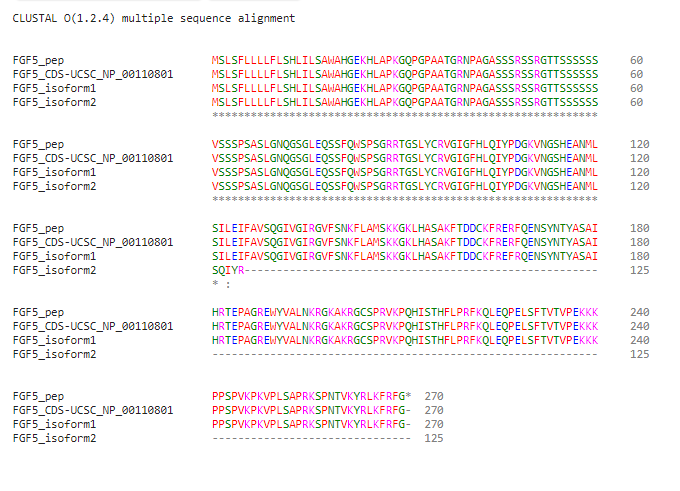 CLUSTAL O(1.2.4) multiple sequence alignment
FGF5_pep MSLSFLLLLFLSHLILSAWAHGEKHLAPKGQPGPAATGRNPAGASSSRSSRGTTSSSSSS 60
FGF5_CDS-UCSC_NP_00110801 MSLSFLLLLFLSHLILSAWAHGEKHLAPKGQPGPAATGRNPAGASSSRSSRGTTSSSSSS 60
FGF5_isoform1 MSLSFLLLLFLSHLILSAWAHGEKHLAPKGQPGPAATGRNPAGASSSRSSRGTTSSSSSS 60
FGF5_isoform2 MSLSFLLLLFLSHLILSAWAHGEKHLAPKGQPGPAATGRNPAGASSSRSSRGTTSSSSSS 60
************************************************************
FGF5_pep VSSSPSASLGNQGSGLEQSSFQWSPSGRRTGSLYCRVGIGFHLQIYPDGKVNGSHEANML 120
FGF5_CDS-UCSC_NP_00110801 VSSSPSASLGNQGSGLEQSSFQWSPSGRRTGSLYCRVGIGFHLQIYPDGKVNGSHEANML 120
FGF5_isoform1 VSSSPSASLGNQGSGLEQSSFQWSPSGRRTGSLYCRVGIGFHLQIYPDGKVNGSHEANML 120
FGF5_isoform2 VSSSPSASLGNQGSGLEQSSFQWSPSGRRTGSLYCRVGIGFHLQIYPDGKVNGSHEANML 120
************************************************************
FGF5_pep SILEIFAVSQGIVGIRGVFSNKFLAMSKKGKLHASAKFTDDCKFRERFQENSYNTYASAI 180
FGF5_CDS-UCSC_NP_00110801 SILEIFAVSQGIVGIRGVFSNKFLAMSKKGKLHASAKFTDDCKFRERFQENSYNTYASAI 180
FGF5_isoform1 SILEIFAVSQGIVGIRGVFSNKFLAMSKKGKLHASAKFTDDCKFRERFQENSYNTYASAI 180
FGF5_isoform2 SQIYR------------------------------------------------------- 125
* :
FGF5_pep HRTEPAGREWYVALNKRGKAKRGCSPRVKPQHISTHFLPRFKQLEQPELSFTVTVPEKKK 240
FGF5_CDS-UCSC_NP_00110801 HRTEPAGREWYVALNKRGKAKRGCSPRVKPQHISTHFLPRFKQLEQPELSFTVTVPEKKK 240
FGF5_isoform1 HRTEPAGREWYVALNKRGKAKRGCSPRVKPQHISTHFLPRFKQLEQPELSFTVTVPEKKK 240
FGF5_isoform2 ------------------------------------------------------------ 125
FGF5_pep PPSPVKPKVPLSAPRKSPNTVKYRLKFRFG* 270
FGF5_CDS-UCSC_NP_00110801 PPSPVKPKVPLSAPRKSPNTVKYRLKFRFG- 270
FGF5_isoform1 PPSPVKPKVPLSAPRKSPNTVKYRLKFRFG- 270
FGF5_isoform2 ------------------------------- 125